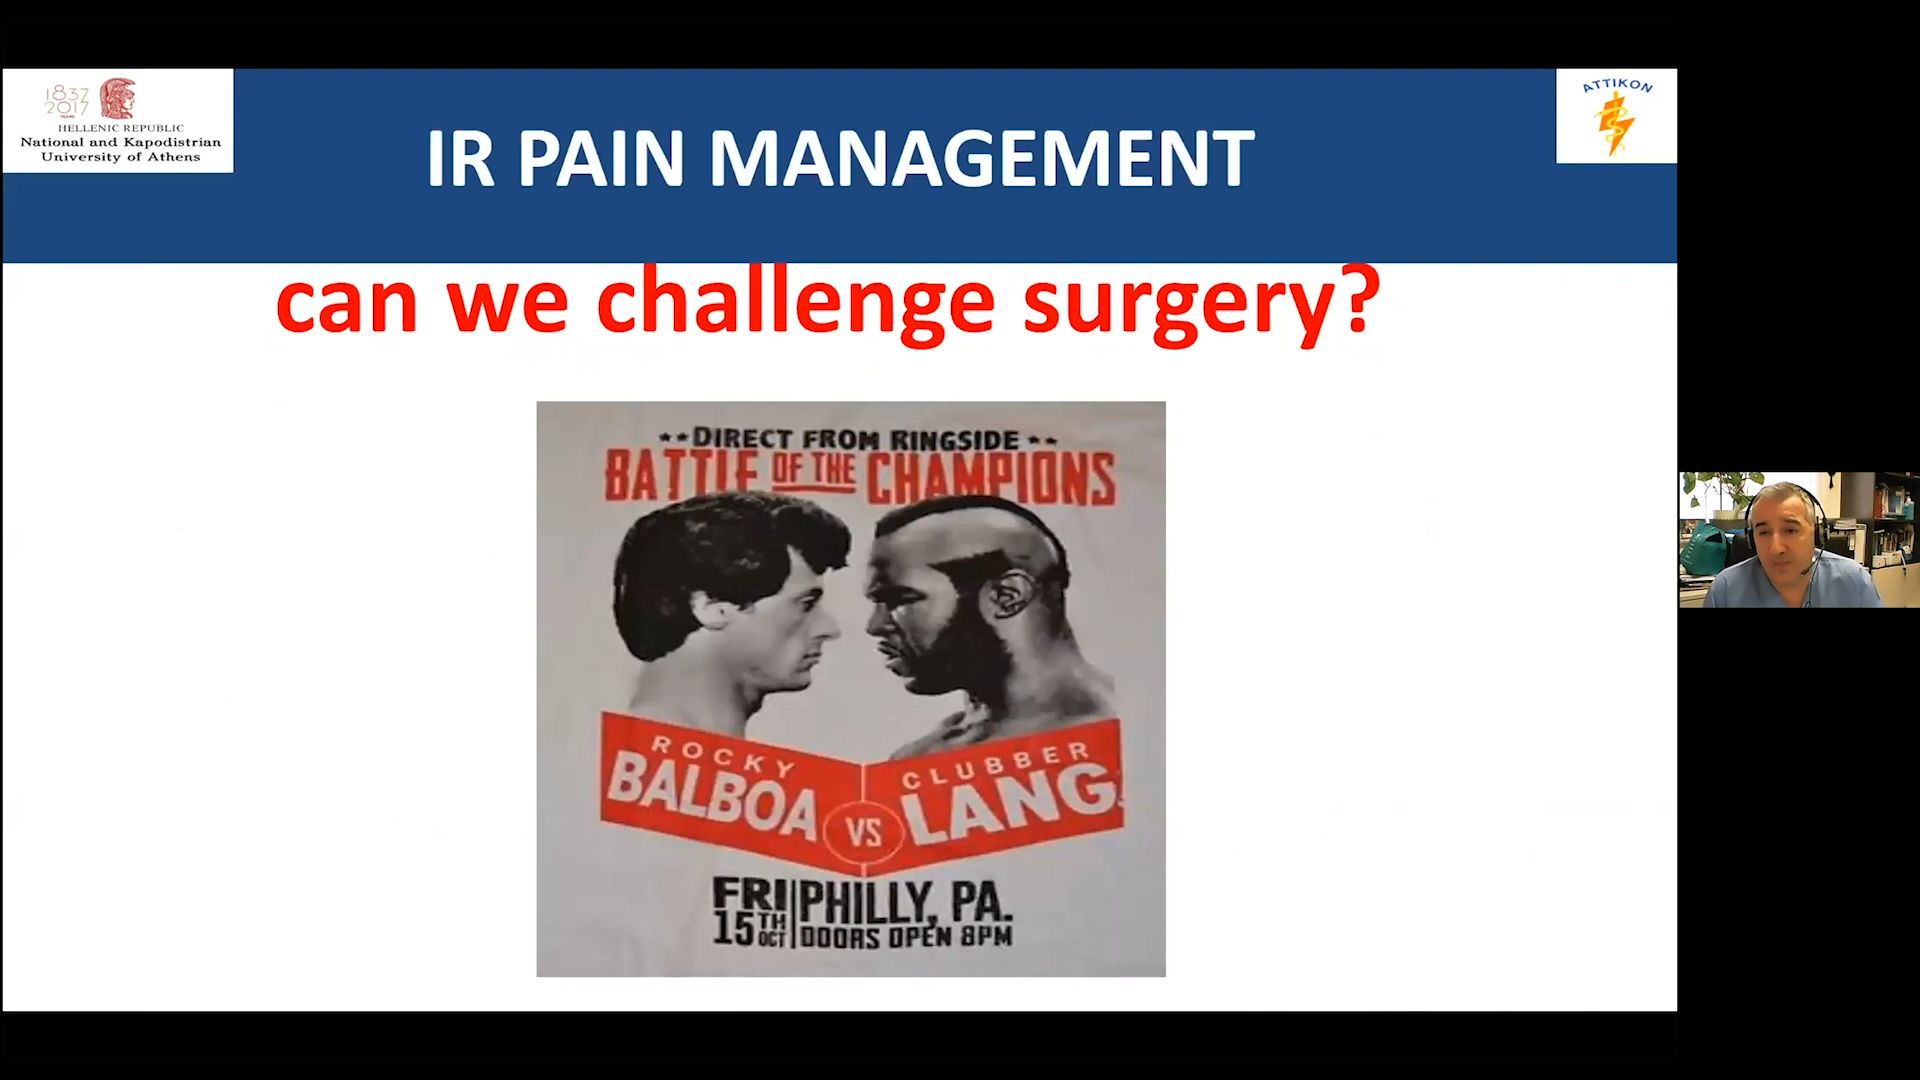 1837
2017
YEARS
HELLENIC REPUBLIC
National and Kapodistrian
University of Athens
IR PAIN MANAGEMENT
ATTIKON
can we challenge surgery?
**DIRECT FROM RINGSIDE**
BATTLE OF THE CHAMPIONS
ROCKY
BALBOA
VS
CLUBBER
LANG
FRI
15TH
OCT
PHILLY, PA.
DOORS OPEN 8PM